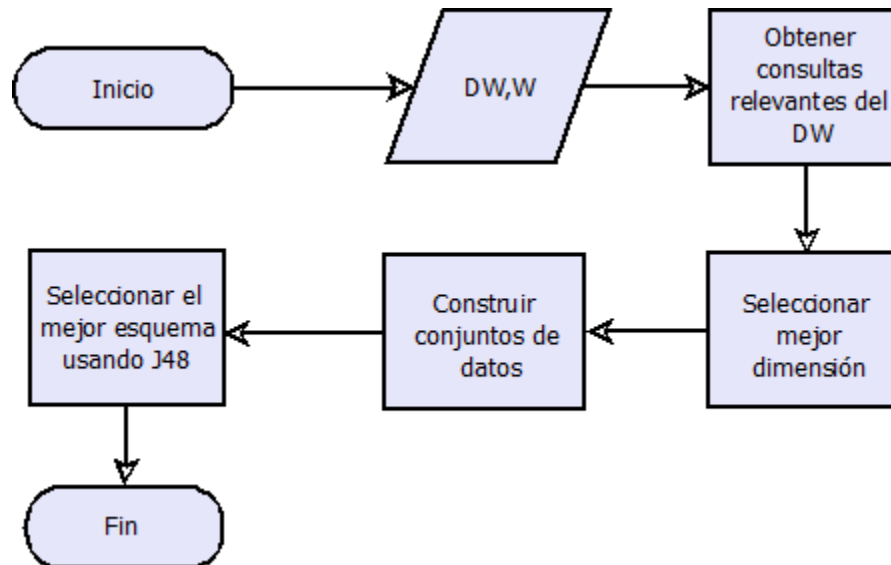 Inicio
DW,W
Obtener
consultas
relevantes del
DW
Seleccionar
mejor
dimensión
Construir
conjuntos de
datos
Seleccionar el
mejor esquema
usando J48
Fin